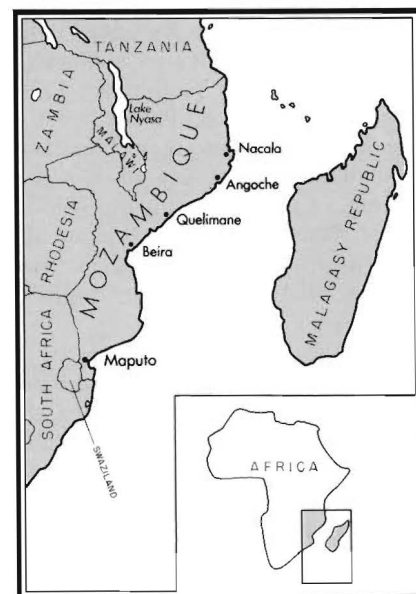 TANZANIA
ZAMBIA
Lake
Nyasa
MALAWI
MOZAMBIQUE
Nacala
Angoche
Quelimane
Beira
RHODESIA
MALAGASY REPUBLIC
Maputo
SOUTH AFRICA
SWAZILAND
AFRICA